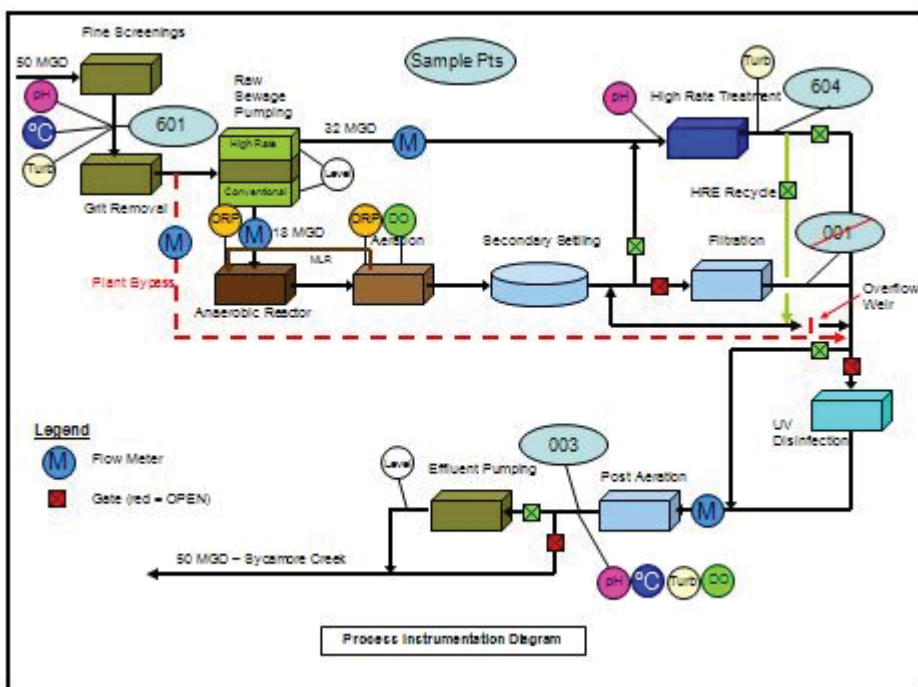 Fine Screenings
50 MGD
pH
ºC
Turb
601
Grit Removal
Raw
Sewage
Pumping
High Rate
Conventional
Level
Sample Pts
32 MGD
M
pH
Turb
High Rate Treatment
604
HRE Recycle
M
Plant Bypass
ORP
M
18 MGD
MLR
Anaerobic Reactor
ORP
DO
Aeration
Secondary Settling
Filtration
001
Overflow
Weir
UV
Disinfection
Legend
M
Flow Meter
Gate (red = OPEN)
Level
Effluent Pumping
003
Post Aeration
M
pH
ºC
Turb
DO
50 MGD – Sycamore Creek
Process Instrumentation Diagram